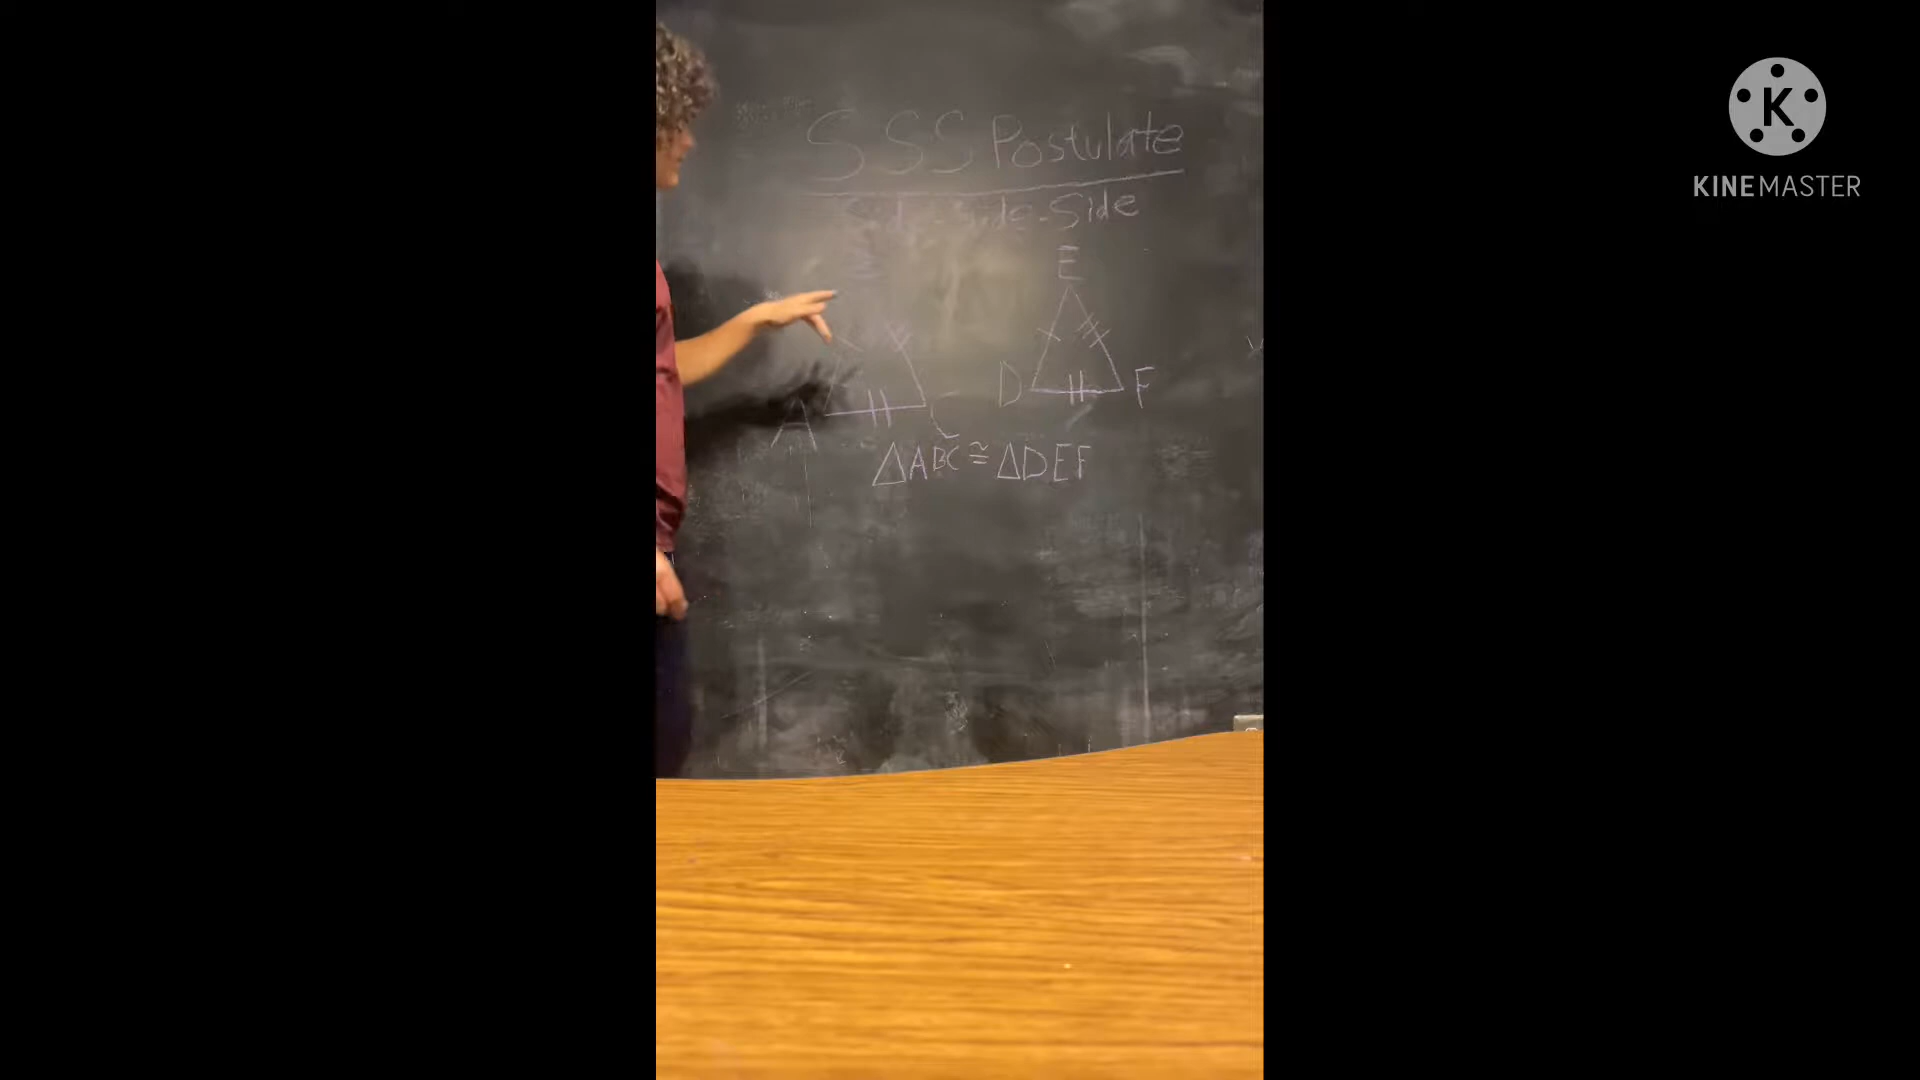 SSS Postulate
Side-Side-Side
E
A C D F
△ABC ≅ △DEF
K
KINEMASTER